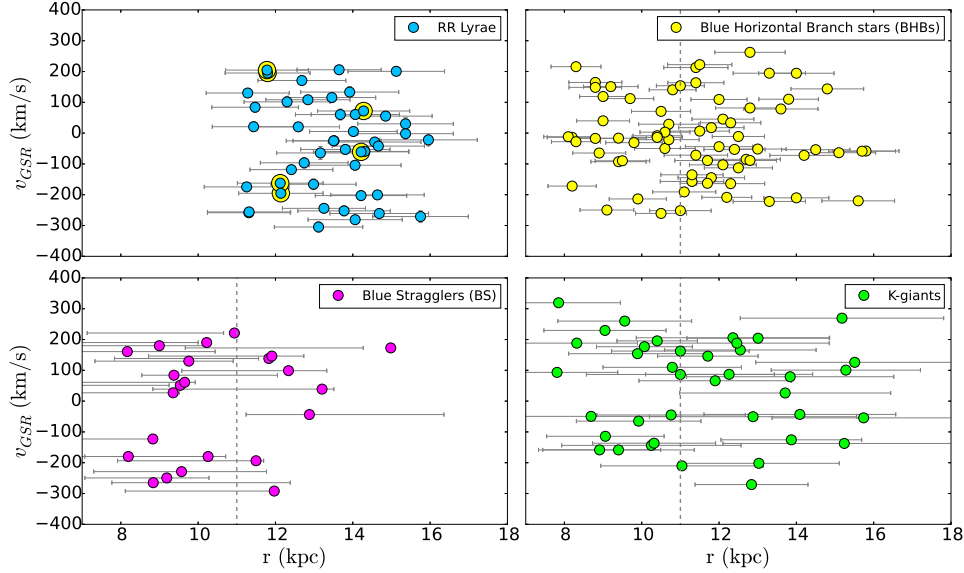 400
300
200
100
0
−100
−200
−300
−400
v_GSR (km/s)
RR Lyrae
Blue Horizontal Branch stars (BHBs)
400
300
200
100
0
−100
−200
−300
−400
v_GSR (km/s)
Blue Stragglers (BS)
K-giants
8 10 12 14 16 18
8 10 12 14 16 18
r (kpc)
r (kpc)